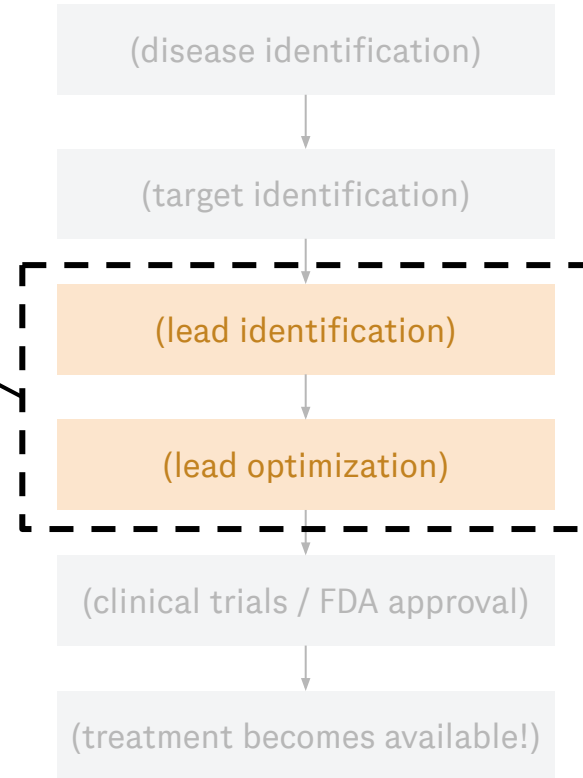 (disease identification)
(target identification)
(lead identification)
(lead optimization)
(clinical trials / FDA approval)
(treatment becomes available!)